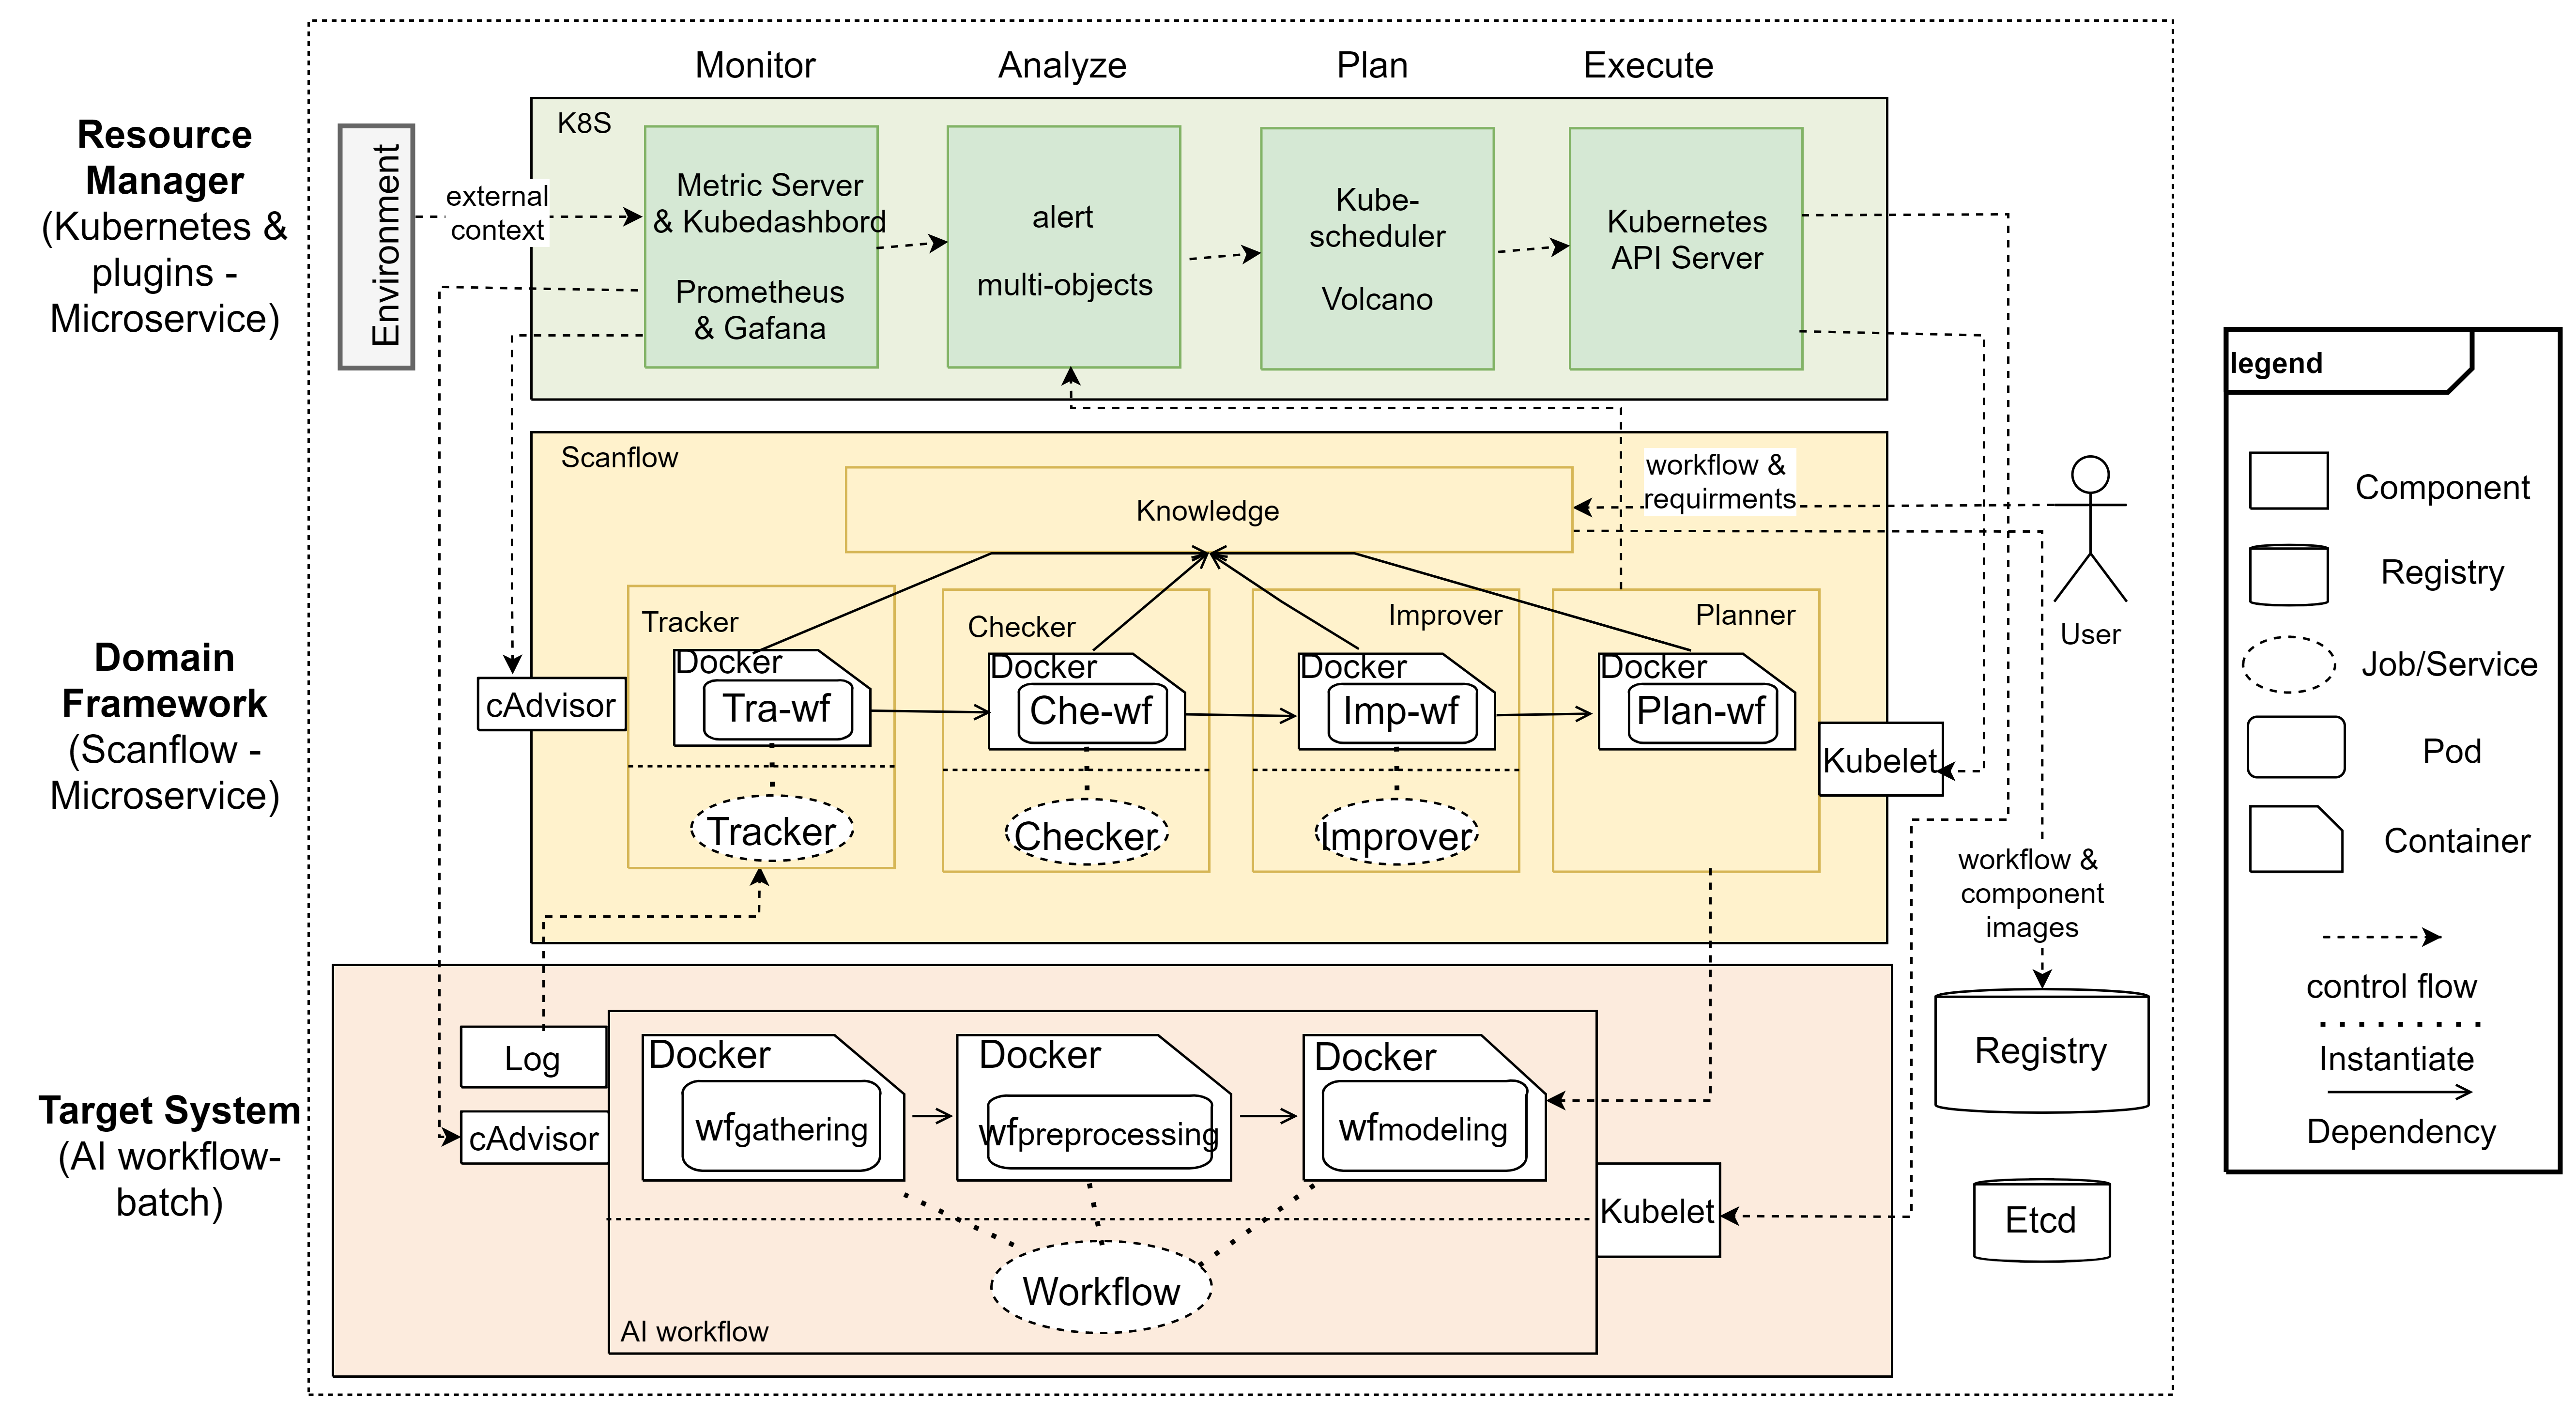 Monitor
Analyze
Plan
Execute
Resource
Manager
(Kubernetes &
plugins -
Microservice)
Environment
external
context
K8S
Metric Server
& Kubedashbord
Prometheus
& Gafana
alert
multi-objects
Kube-
scheduler
Volcano
Kubernetes
API Server
Domain
Framework
(Scanflow -
Microservice)
Scanflow
Knowledge
workflow &
requirments
User
Tracker
Docker
Tra-wf
Tracker
Checker
Docker
Che-wf
Checker
Improver
Docker
Imp-wf
Improver
Planner
Docker
Plan-wf
cAdvisor
Kubelet
workflow &
component
images
Registry
Etcd
Target System
(AI workflow-
batch)
Log
cAdvisor
Docker
wfgathering
Docker
wfpreprocessing
Docker
wfmodeling
Kubelet
Workflow
AI workflow
legend
Component
Registry
Job/Service
Pod
Container
control flow
Instantiate
Dependency